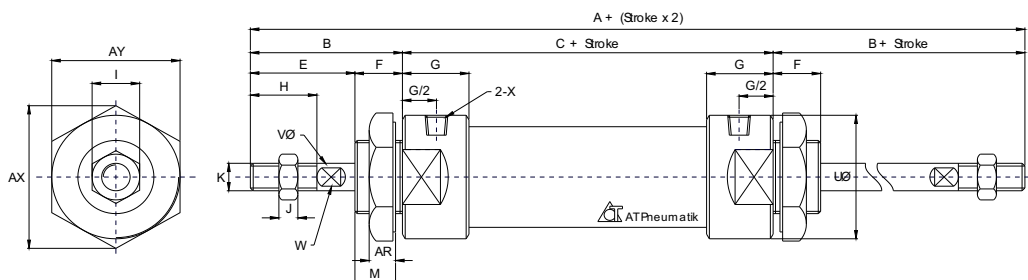 A + (Stroke x 2)
B
C + Stroke
B + Stroke
AY
I
E
F
G
G
F
H
G/2
2-X
G/2
VØ
AX
K
UØ
J
W
ATPneumatik
AR
M